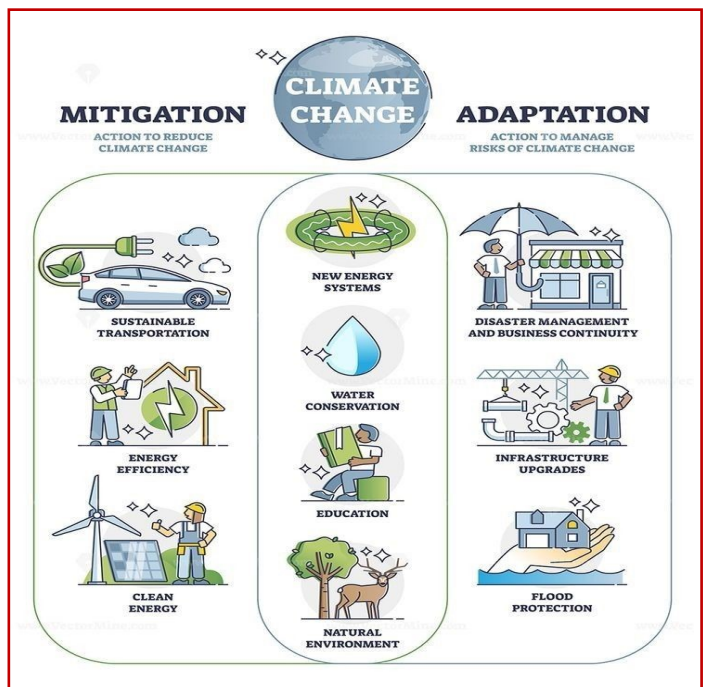 CLIMATE
CHANGE
MITIGATION
ACTION TO REDUCE
CLIMATE CHANGE
ADAPTATION
ACTION TO MANAGE
RISKS OF CLIMATE CHANGE
SUSTAINABLE
TRANSPORTATION
ENERGY
EFFICIENCY
CLEAN
ENERGY
NEW ENERGY
SYSTEMS
WATER
CONSERVATION
EDUCATION
NATURAL
ENVIRONMENT
DISASTER MANAGEMENT
AND BUSINESS CONTINUITY
INFRASTRUCTURE
UPGRADES
FLOOD
PROTECTION